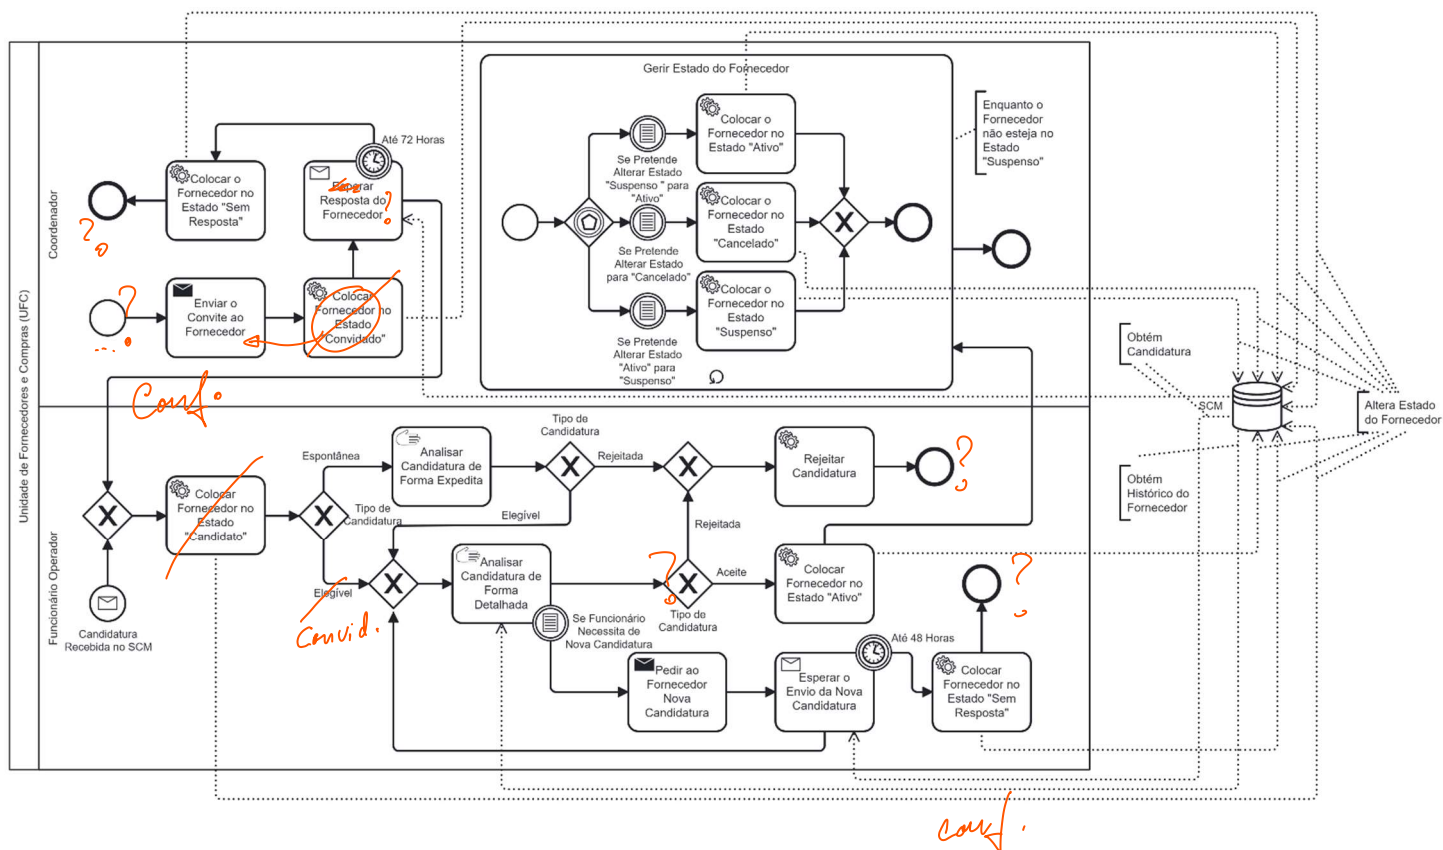 Unidade de Fornecedores e Compras (UFC)
Coordenador
Até 72 Horas
Colocar o
Fornecedor no
Estado "Sem
Resposta"
Esperar
Resposta do
Fornecedor
?
?
?
...
Enviar o
Convite ao
Fornecedor
Colocar
Fornecedor no
Estado
Convidado"
Conf.
Gerir Estado do Fornecedor
Se Pretende
Alterar Estado
"Suspenso " para
"Ativo"
Colocar o
Fornecedor no
Estado "Ativo"
Se Pretende
Alterar Estado
para "Cancelado"
Colocar o
Fornecedor no
Estado
"Cancelado"
Se Pretende
Alterar Estado
"Ativo" para
"Suspenso"
Colocar o
Fornecedor no
Estado
"Suspenso"
Enquanto o
Fornecedor
não esteja no
Estado
"Suspenso"
Obtém
Candidatura
SCM
Altera Estado
do Fornecedor
Obtém
Histórico do
Fornecedor
Funcionário Operador
Candidatura
Recebida no SCM
Colocar
Fornecedor no
Estado
"Candidato"
Espontânea
Tipo de
Candidatura
Elegível
Convid.
Analisar
Candidatura de
Forma Expedita
Tipo de
Candidatura
Rejeitada
Elegível
Rejeitar
Candidatura
?
Analisar
Candidatura de
Forma
Detalhada
Rejeitada
?
Aceite
Tipo de
Candidatura
Colocar
Fornecedor no
Estado "Ativo"
?
Se Funcionário
Necessita de
Nova Candidatura
Pedir ao
Fornecedor
Nova
Candidatura
Esperar o
Envio da Nova
Candidatura
Até 48 Horas
Colocar
Fornecedor no
Estado "Sem
Resposta"
Conf.